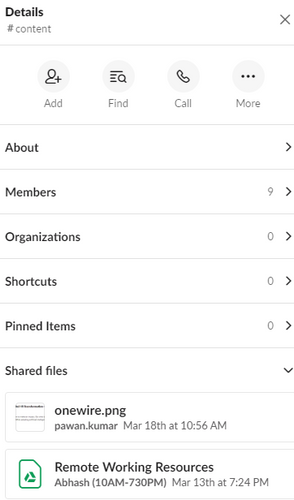 Details
# content
Add
Find
Call
More
About
Members 9
Organizations 0
Shortcuts 0
Pinned Items 0
Shared files
onewire.png
pawan.kumar Mar 18th at 10:56 AM
Remote Working Resources
Abhash (10AM-730PM) Mar 13th at 7:24 PM